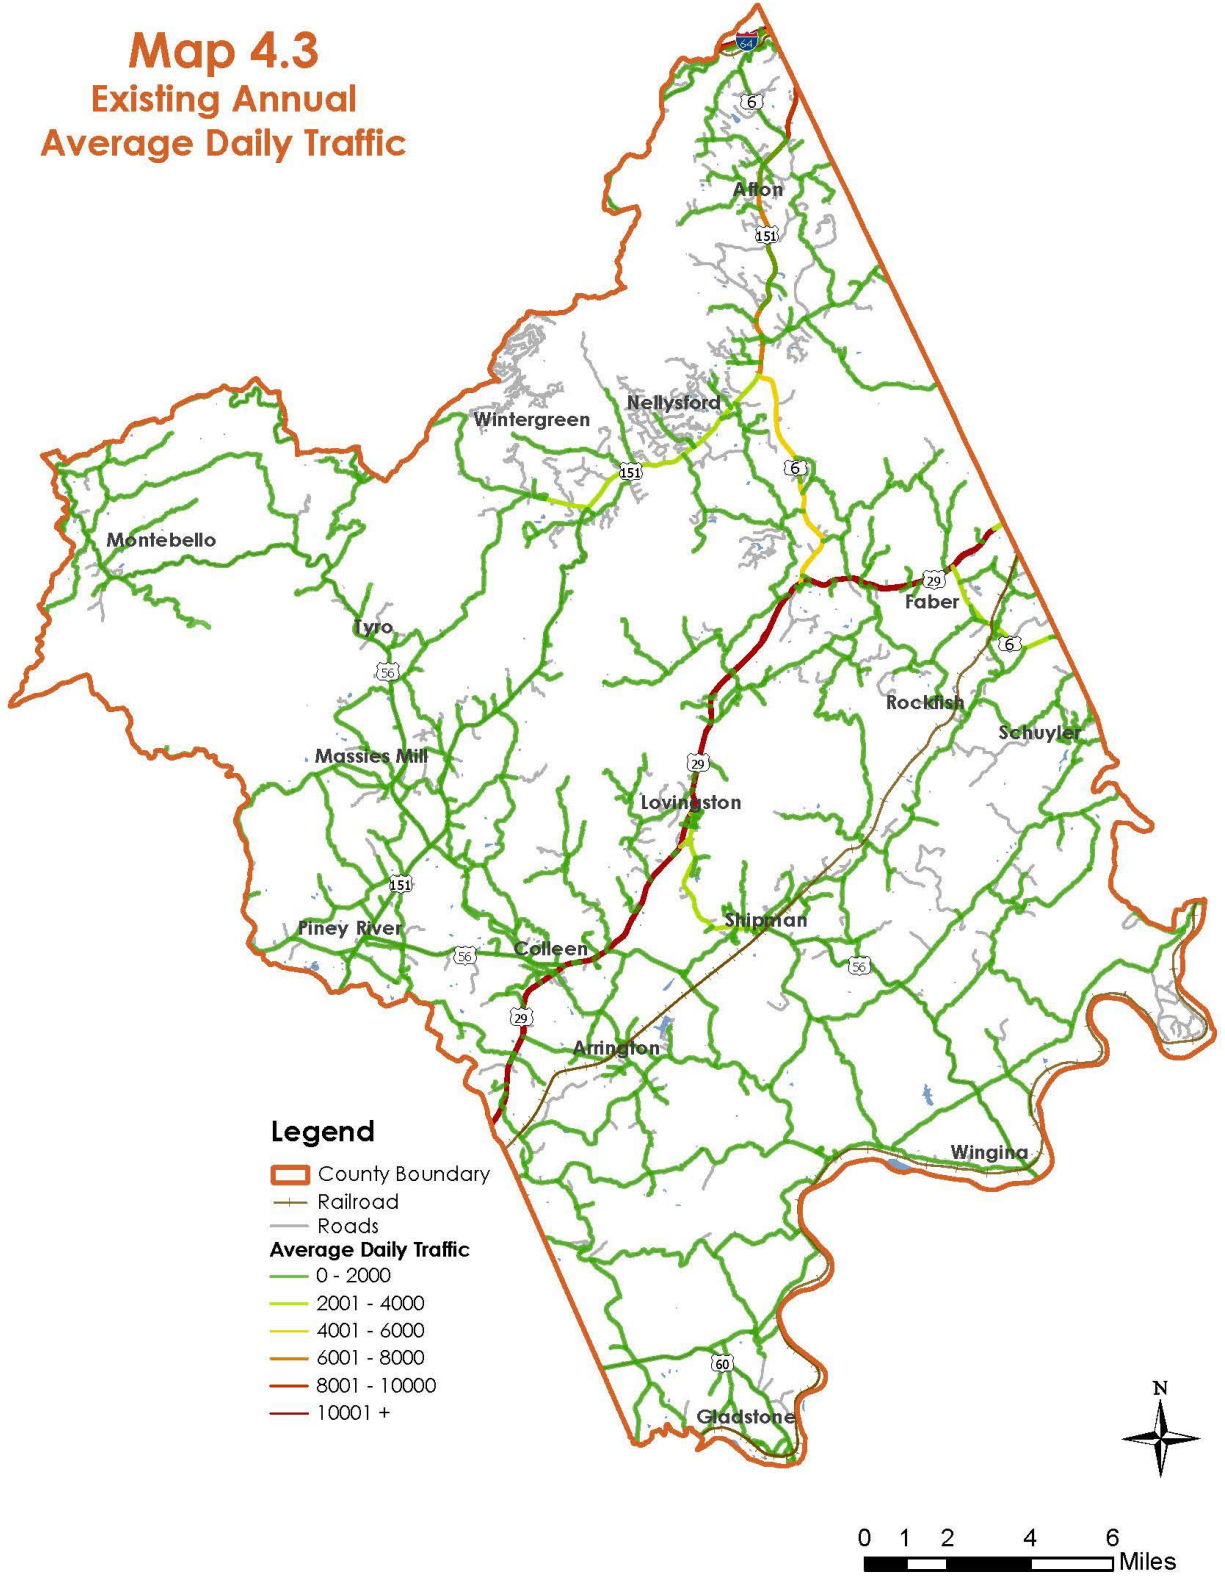 Map 4.3
Existing Annual
Average Daily Traffic
64
6
Afton
151
Nellysford
Wintergreen
151
6
Montebello
29
Faber
Tyro
6
56
Rockfish
Schuyler
Massies Mill
29
Lovingston
151
Shipman
Piney River
Colleen
56
56
29
Arrington
Wingina
Legend
County Boundary
Railroad
Roads
Average Daily Traffic
0 - 2000
2001 - 4000
4001 - 6000
6001 - 8000
8001 - 10000
10001 +
60
Gladstone
N
0 1 2 4 6
Miles